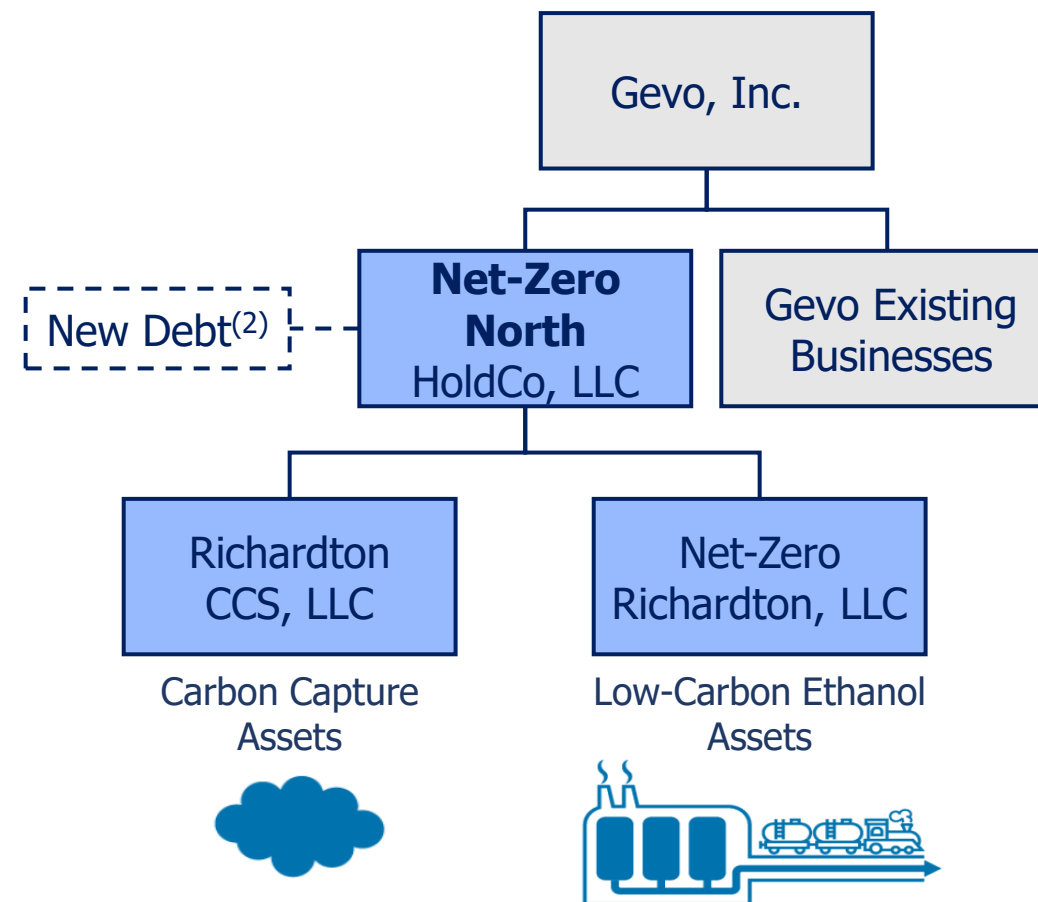 Gevo, Inc.
Net-Zero
North
HoldCo, LLC
New Debt(2)
Gevo Existing
Businesses
Richardton
CCS, LLC
Net-Zero
Richardton, LLC
Carbon Capture
Assets
Low-Carbon Ethanol
Assets